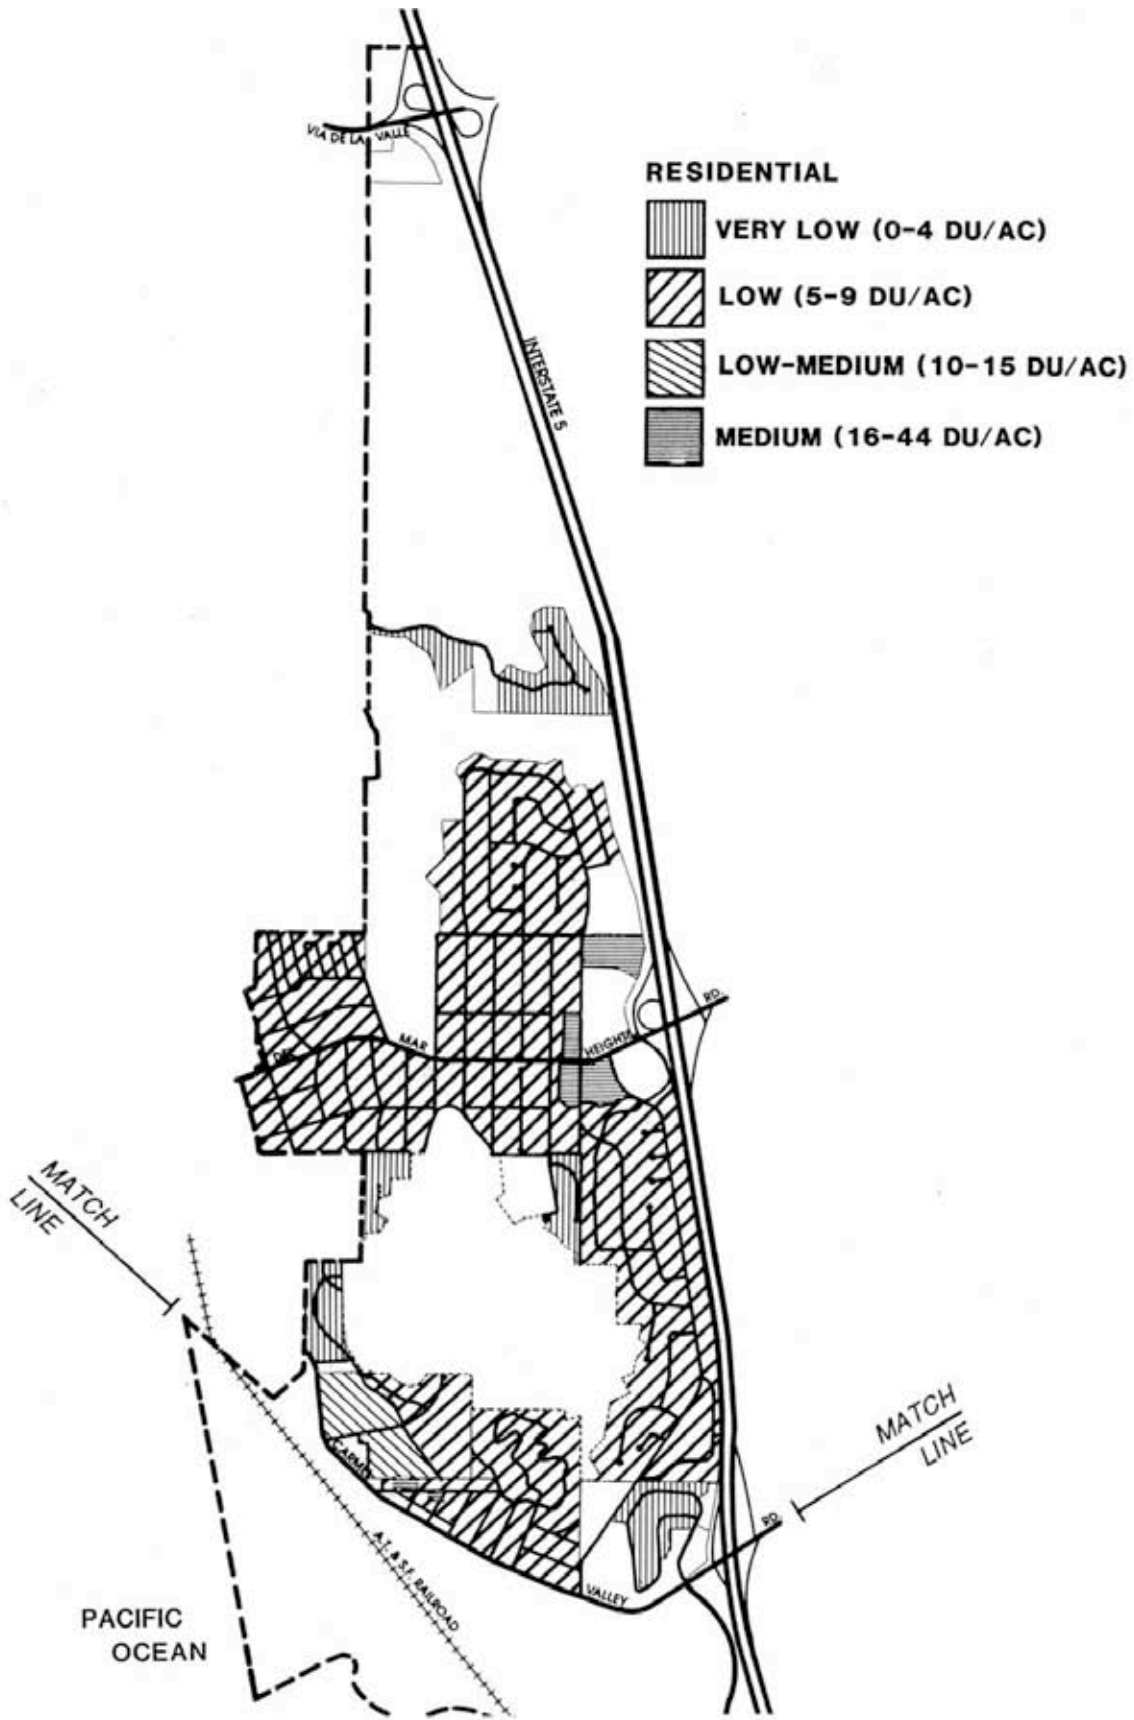 VIA DE LA VALLE
RESIDENTIAL
VERY LOW (0-4 DU/AC)
LOW (5-9 DU/AC)
LOW-MEDIUM (10-15 DU/AC)
MEDIUM (16-44 DU/AC)
INTERSTATE 5
DEL MAR HEIGHTS RD.
MATCH
LINE
MATCH
LINE
CARMEL VALLEY RD.
A.T. & S.F. RAILROAD
PACIFIC
OCEAN